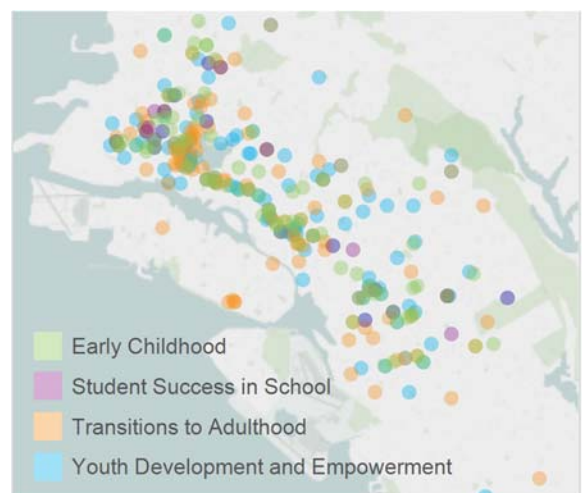 Early Childhood
Student Success in School
Transitions to Adulthood
Youth Development and Empowerment